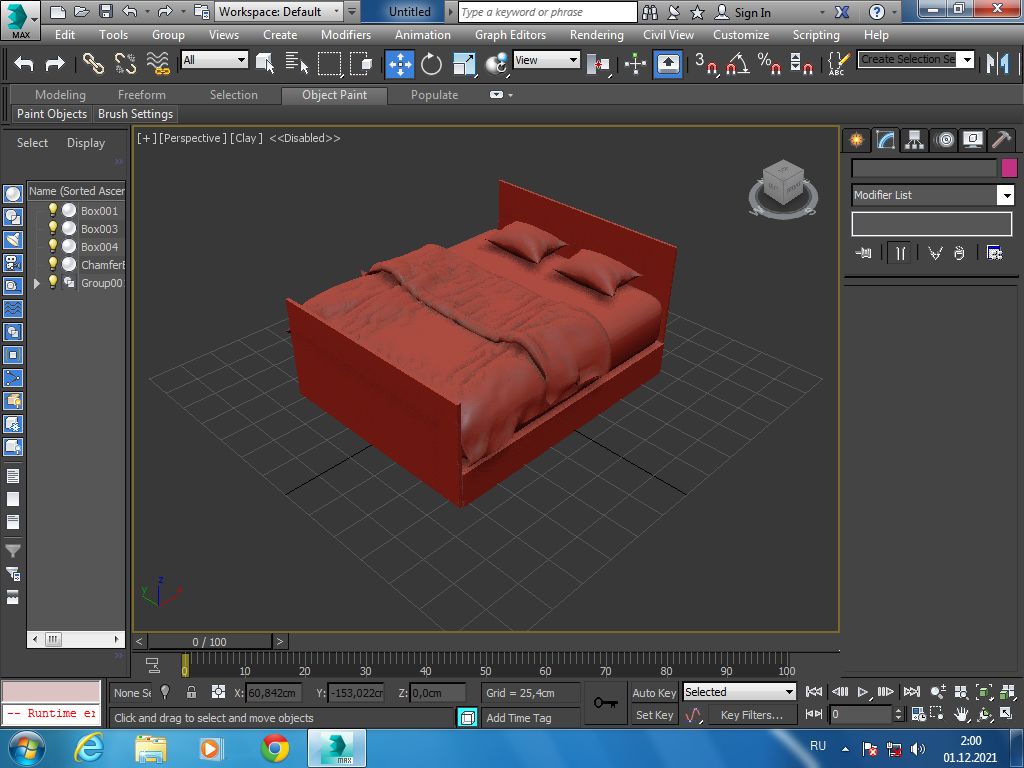 MAX
Workspace: Default
Untitled
Type a keyword or phrase
Sign In
Edit Tools Group Views Create Modifiers Animation Graph Editors Rendering Civil View Customize Scripting Help
All
View
3
ABC
Create Selection Se
Modeling Freeform Selection Object Paint Populate
Paint Objects Brush Settings
Select Display
[+] [Perspective] [Clay] <<Disabled>>
Name (Sorted Ascer
Box001
Box003
Box004
ChamferB
Group00
Modifier List
z
y
x
0 / 100
0 10 20 30 40 50 60 70 80 90 100
None Se
X: 60,842cm Y: -153,022cm Z: 0,0cm
Grid = 25,4cm
Auto Key
Selected
-- Runtime er
Click and drag to select and move objects
Add Time Tag
Set Key
Key Filters...
0
MAX
RU
2:00
01.12.2021